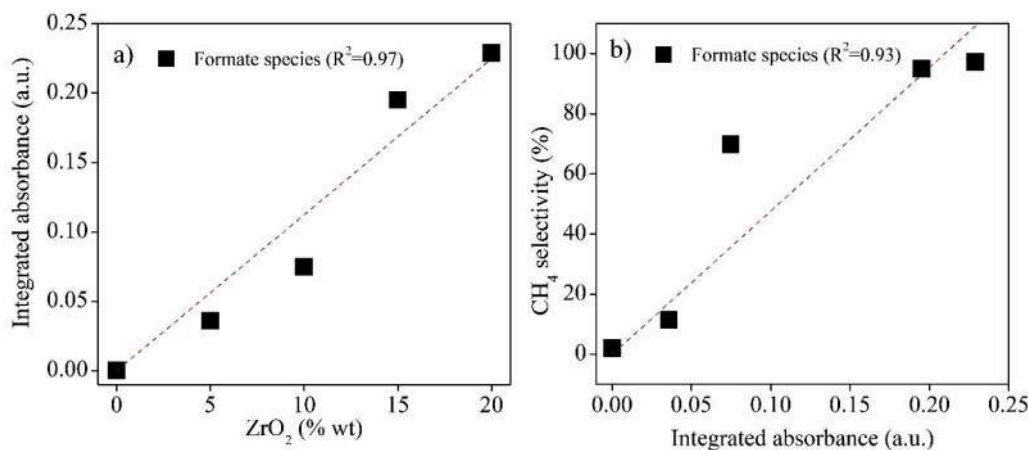 a)
Formate species (R²=0.97)
Integrated absorbance (a.u.)
0.25
0.20
0.15
0.10
0.05
0.00
0 5 10 15 20
ZrO₂ (% wt)
b)
Formate species (R²=0.93)
CH₄ selectivity (%)
100
80
60
40
20
0
0.00 0.05 0.10 0.15 0.20 0.25
Integrated absorbance (a.u.)